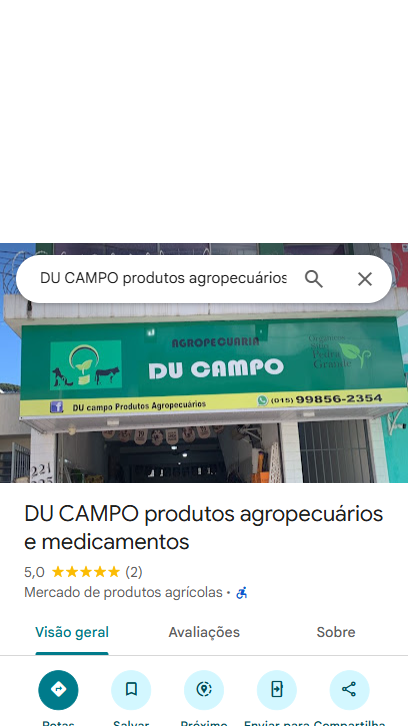 DU CAMPO produtos agropecuários
AGROPECUARIA
DU CAMPO
Orgânicos
Sítio
Pedra
Grande
DU campo Produtos Agropecuários
(015) 99856-2354
221
DU CAMPO produtos agropecuários
e medicamentos
5,0 ★★★★★ (2)
Mercado de produtos agrícolas ·
Visão geral Avaliações Sobre
Rotas Salvar Próximo Enviar para Compartilha